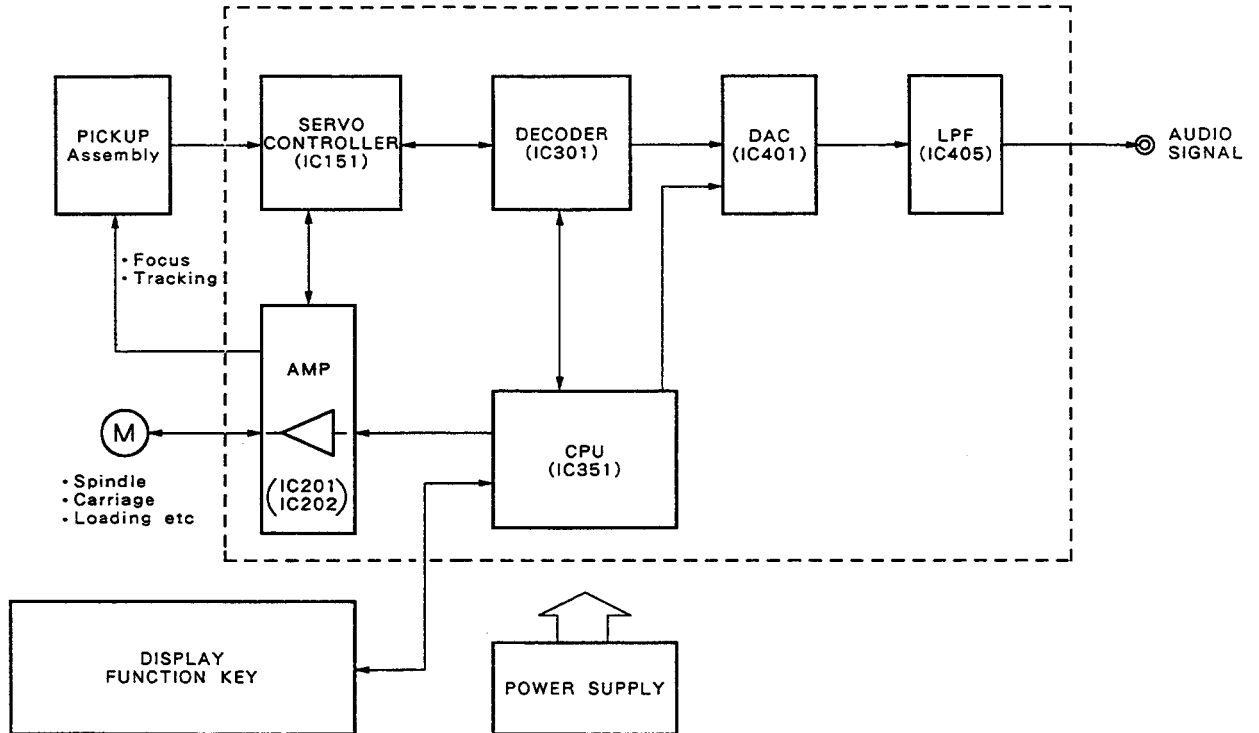 PICKUP
Assembly
SERVO
CONTROLLER
(IC151)
DECODER
(IC301)
DAC
(IC401)
LPF
(IC405)
AUDIO
SIGNAL
• Focus
• Tracking
AMP
(IC201
IC202)
M
• Spindle
• Carriage
• Loading etc
CPU
(IC351)
DISPLAY
FUNCTION KEY
POWER SUPPLY